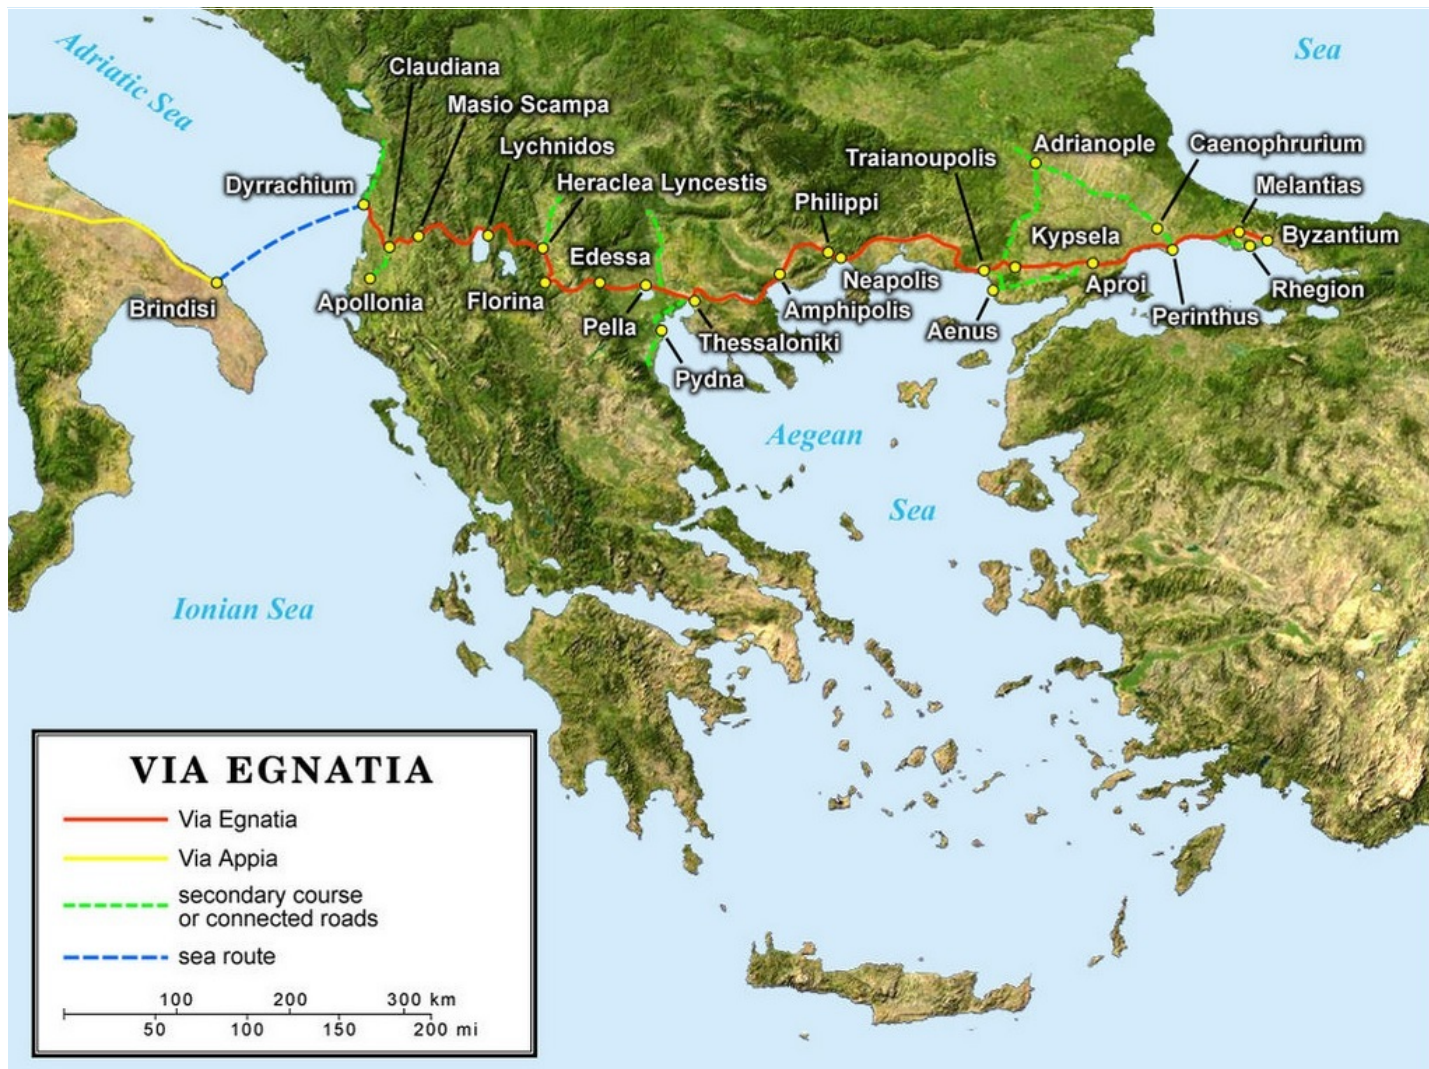 Adriatic Sea
Sea
Claudiana
Masio Scampa
Lychnidos
Heraclea Lyncestis
Dyrrachium
Traianoupolis
Adrianople
Caenophrurium
Melantias
Philippi
Edessa
Kypsela
Byzantium
Brindisi
Apollonia
Florina
Neapolis
Aproi
Rhegion
Pella
Amphipolis
Aenus
Perinthus
Thessaloniki
Pydna
Aegean
Sea
Ionian Sea
VIA EGNATIA
Via Egnatia
Via Appia
secondary course
or connected roads
sea route
100 200 300 km
50 100 150 200 mi